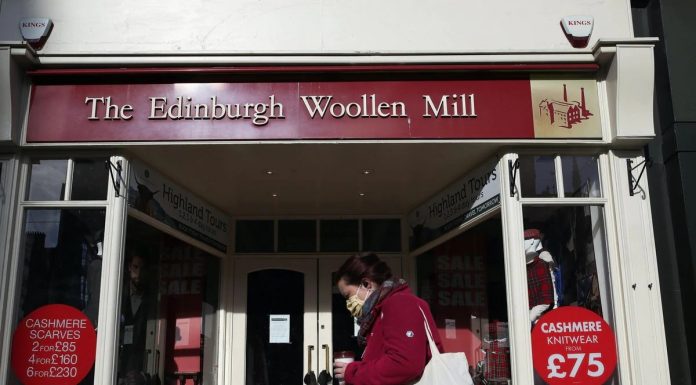 KINGS
KINGS
The Edinburgh Woollen Mill
Highland Tours
Highland Tours
SALE
SALE
SALE
CASHMERE
SCARVES
2 FOR £85
4 FOR £160
6 FOR £230
CASHMERE
KNITWEAR
FROM
£75